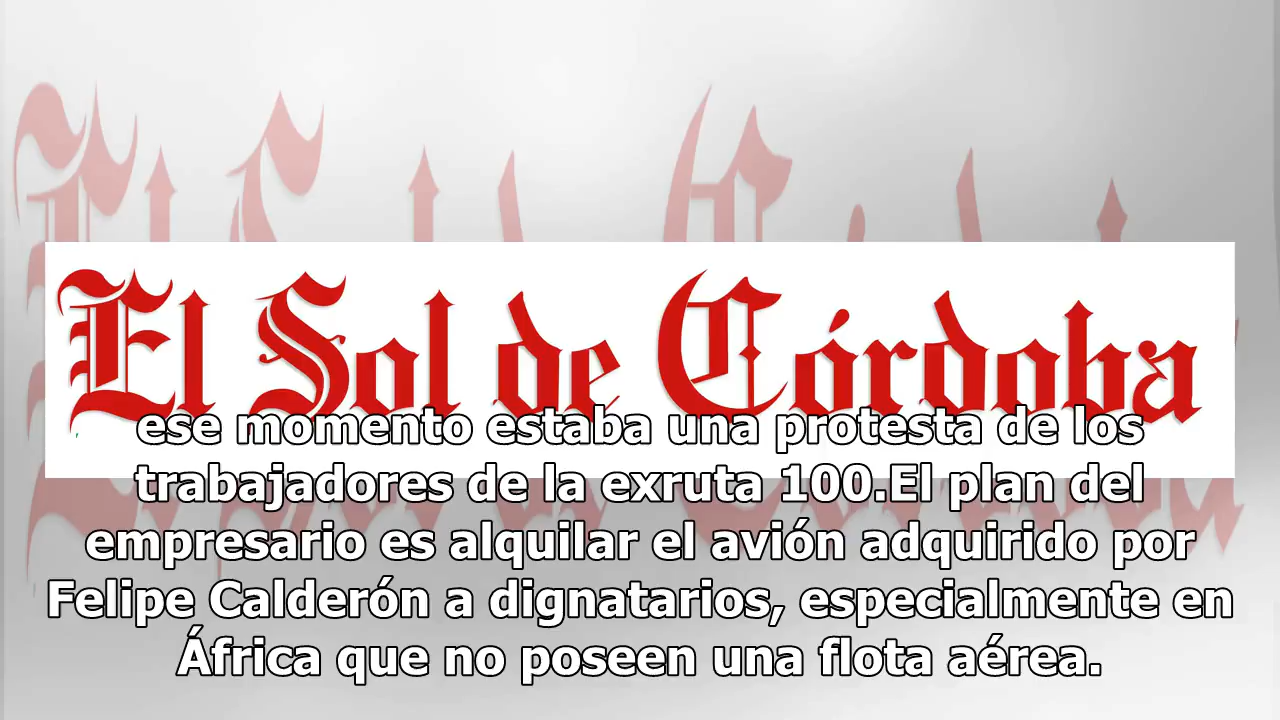 El Sol de Córdoba
ese momento estaba una protesta de los
trabajadores de la exruta 100.El plan del
empresario es alquilar el avión adquirido por
Felipe Calderón a dignatarios, especialmente en
África que no poseen una flota aérea.